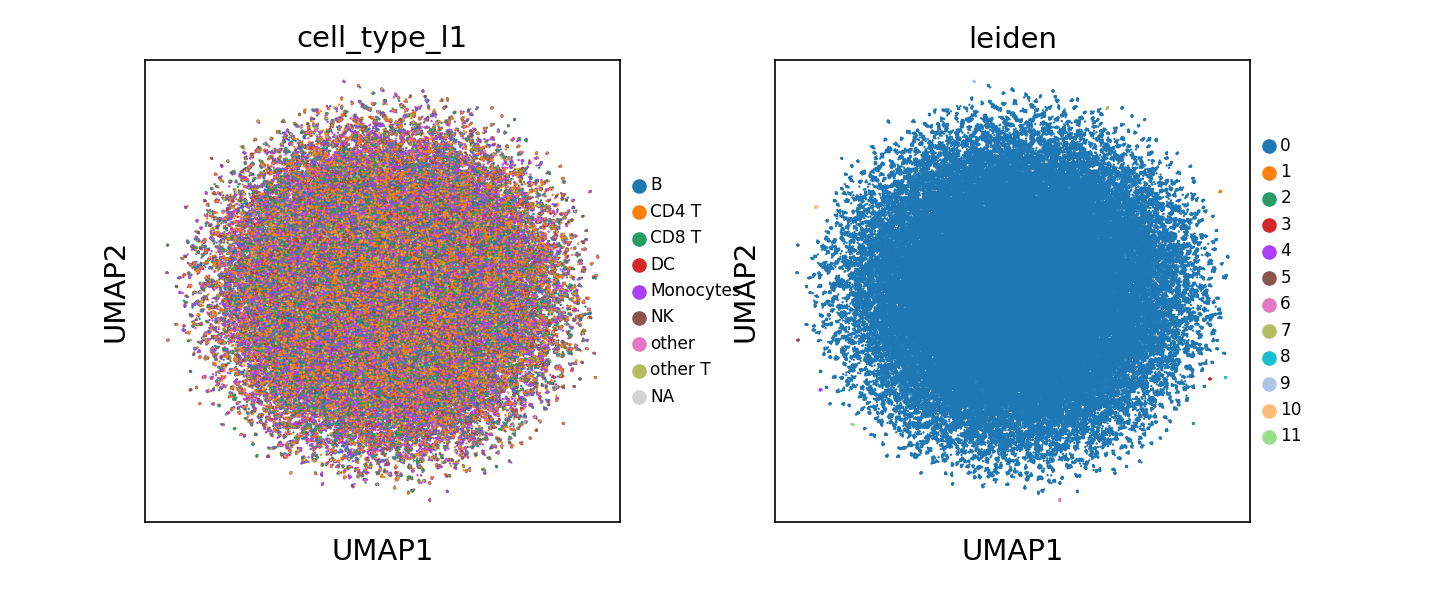 cell_type_l1
UMAP2
UMAP1
B
CD4 T
CD8 T
DC
Monocytes
NK
other
other T
NA
leiden
UMAP2
UMAP1
0
1
2
3
4
5
6
7
8
9
10
11